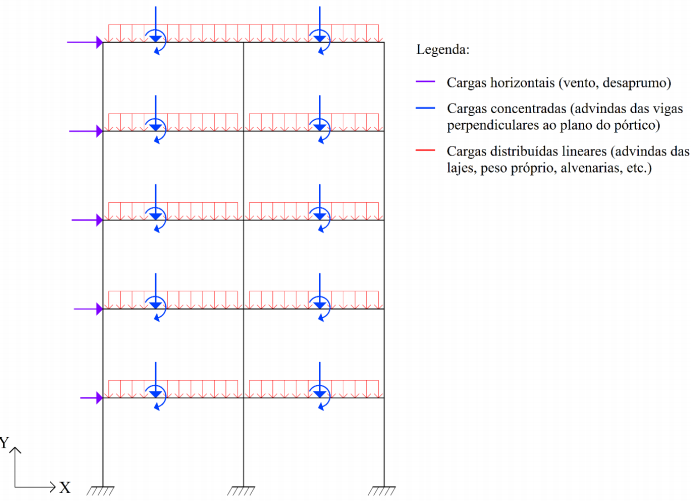 Legenda:
Cargas horizontais (vento, desaprumo)
Cargas concentradas (advindas das vigas
perpendiculares ao plano do pórtico)
Cargas distribuídas lineares (advindas das
lajes, peso próprio, alvenarias, etc.)
Y
X